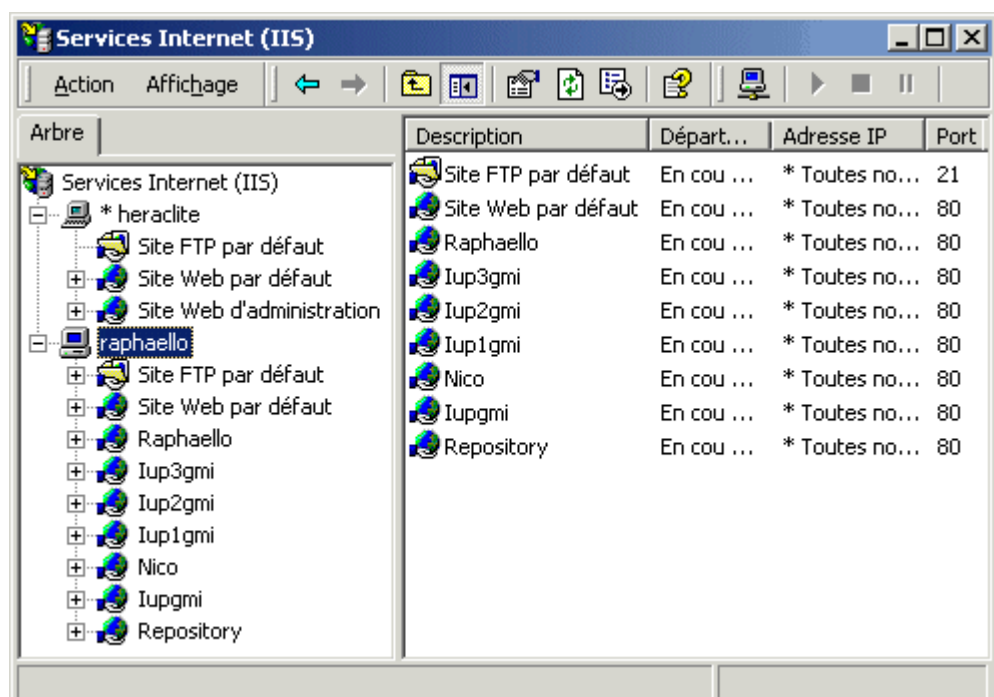 Services Internet (IIS)
Action Affichage
Arbre
Services Internet (IIS)
* heraclite
Site FTP par défaut
Site Web par défaut
Site Web d'administration
raphaello
Site FTP par défaut
Site Web par défaut
Raphaello
Iup3gmi
Iup2gmi
Iup1gmi
Nico
Iupgmi
Repository
Description Départ... Adresse IP Port
Site FTP par défaut En cou ... * Toutes no... 21
Site Web par défaut En cou ... * Toutes no... 80
Raphaello En cou ... * Toutes no... 80
Iup3gmi En cou ... * Toutes no... 80
Iup2gmi En cou ... * Toutes no... 80
Iup1gmi En cou ... * Toutes no... 80
Nico En cou ... * Toutes no... 80
Iupgmi En cou ... * Toutes no... 80
Repository En cou ... * Toutes no... 80